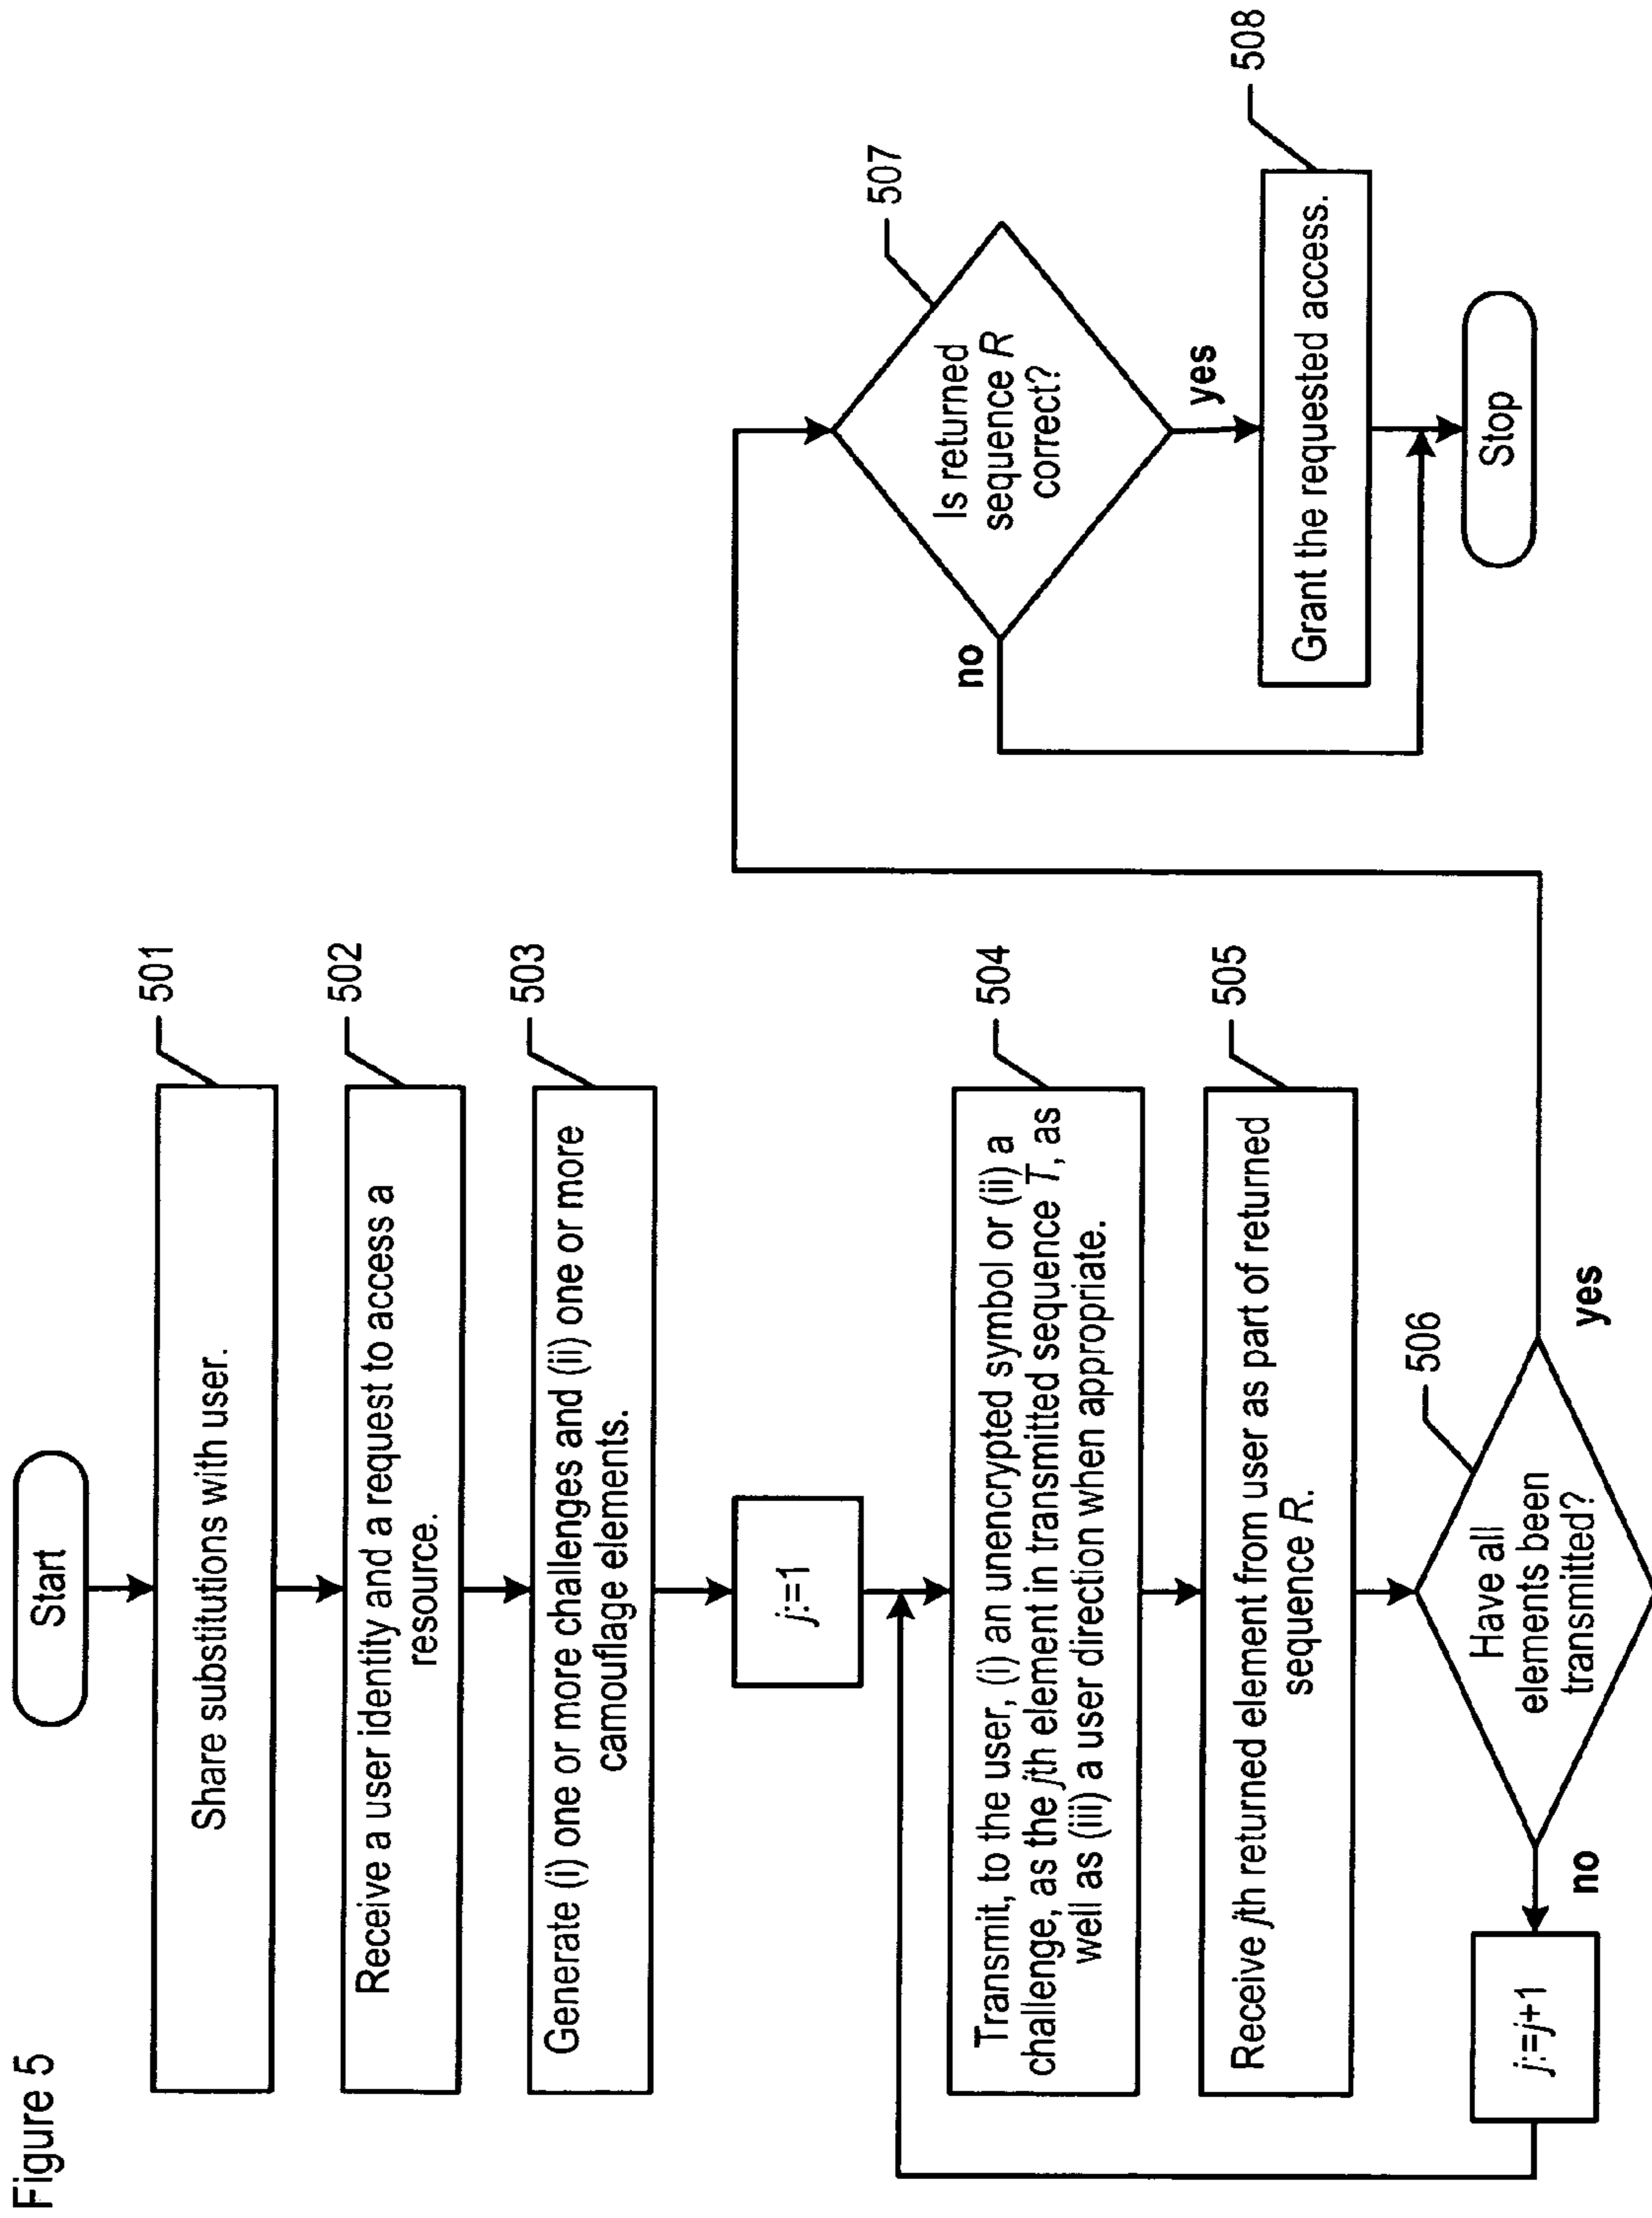 Figure 5
Start
Share substitutions with user.
501
Receive a user identity and a request to access a
resource.
502
Generate (i) one or more challenges and (ii) one or more
camouflage elements.
503
j:=1
Transmit, to the user, (i) an unencrypted symbol or (ii) a
challenge, as the jth element in transmitted sequence T, as
well as (iii) a user direction when appropriate.
504
Receive jth returned element from user as part of returned
sequence R.
505
Have all
elements been
transmitted?
506
no
yes
j:=j+1
Is returned
sequence R
correct?
507
no
yes
Grant the requested access.
508
Stop